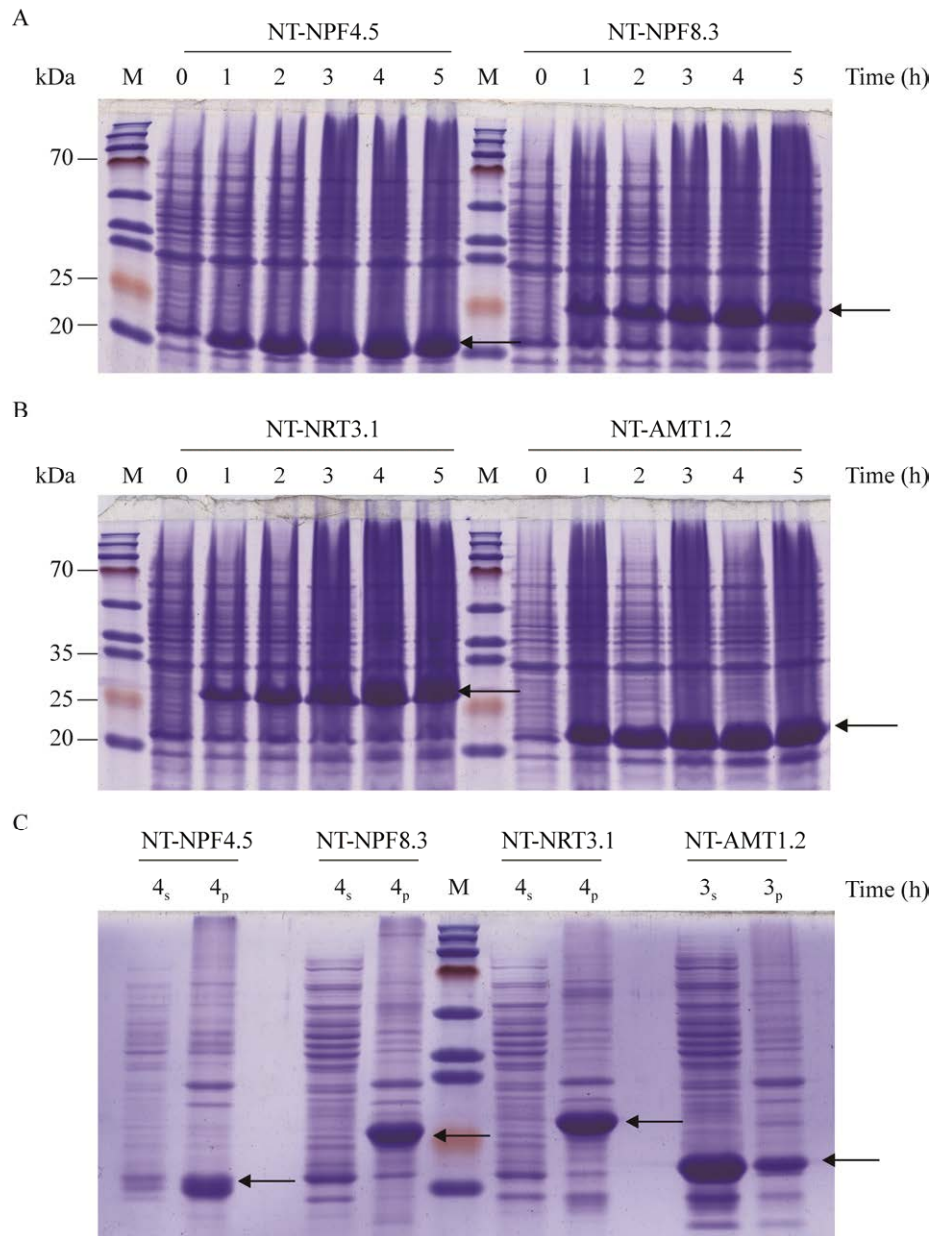 A
NT-NPF4.5 NT-NPF8.3
kDa M 0 1 2 3 4 5 M 0 1 2 3 4 5 Time (h)
70
25
20
B
NT-NRT3.1 NT-AMT1.2
kDa M 0 1 2 3 4 5 M 0 1 2 3 4 5 Time (h)
70
35
25
20
C
NT-NPF4.5 NT-NPF8.3 NT-NRT3.1 NT-AMT1.2
4s 4p 4s 4p M 4s 4p 3s 3p Time (h)